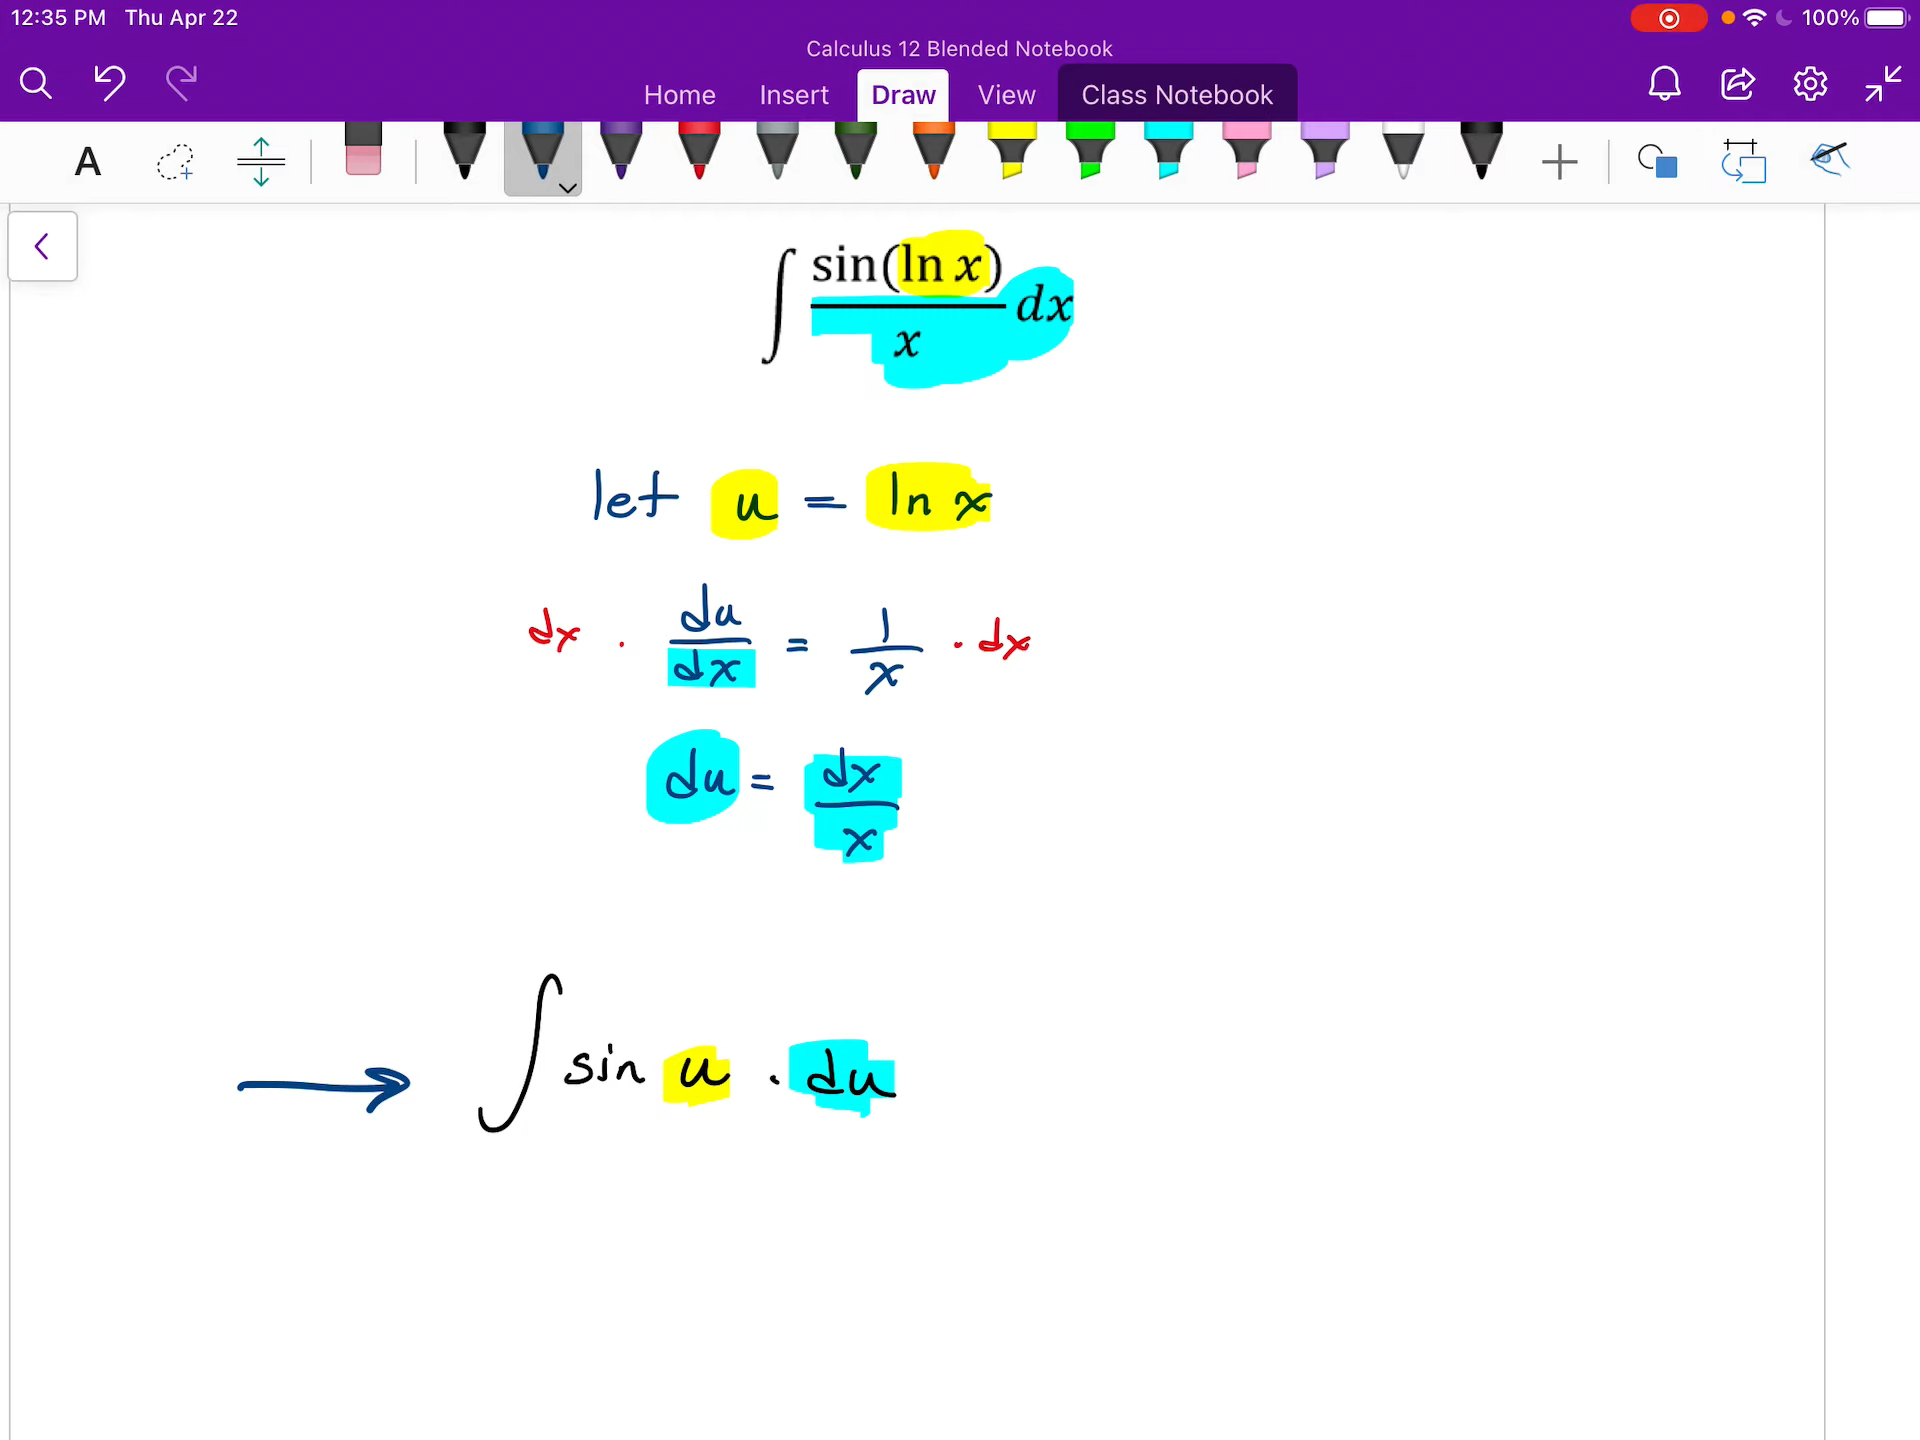 12:35 PM Thu Apr 22 100%
Calculus 12 Blended Notebook
Home Insert Draw View Class Notebook
A
∫ sin(ln x)/x dx
let u = ln x
dx · du/dx = 1/x · dx
du = dx/x
→ ∫ sin u · du